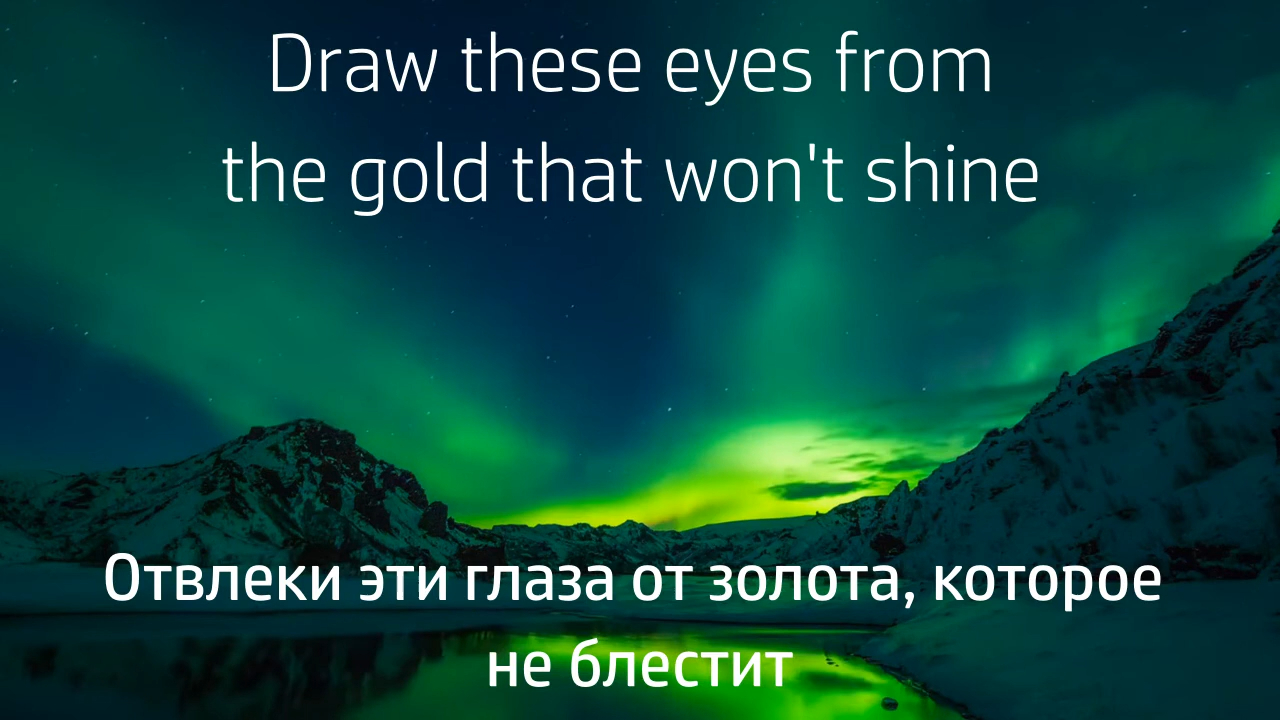 Draw these eyes from
the gold that won't shine
Отвлеки эти глаза от золота, которое
не блестит